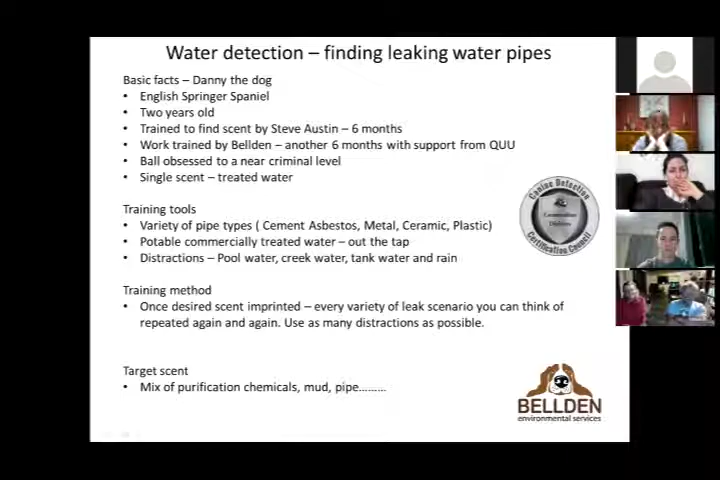 Water detection – finding leaking water pipes
Basic facts – Danny the dog
• English Springer Spaniel
• Two years old
• Trained to find scent by Steve Austin – 6 months
• Work trained by Bellden – another 6 months with support from QUU
• Ball obsessed to a near criminal level
• Single scent – treated water
Training tools
• Variety of pipe types ( Cement Asbestos, Metal, Ceramic, Plastic)
• Potable commercially treated water – out the tap
• Distractions – Pool water, creek water, tank water and rain
Canine Detection
Conservation
Division
Certification Council
Training method
• Once desired scent imprinted – every variety of leak scenario you can think of
repeated again and again. Use as many distractions as possible.
Target scent
• Mix of purification chemicals, mud, pipe………
BELLDEN
environmental services